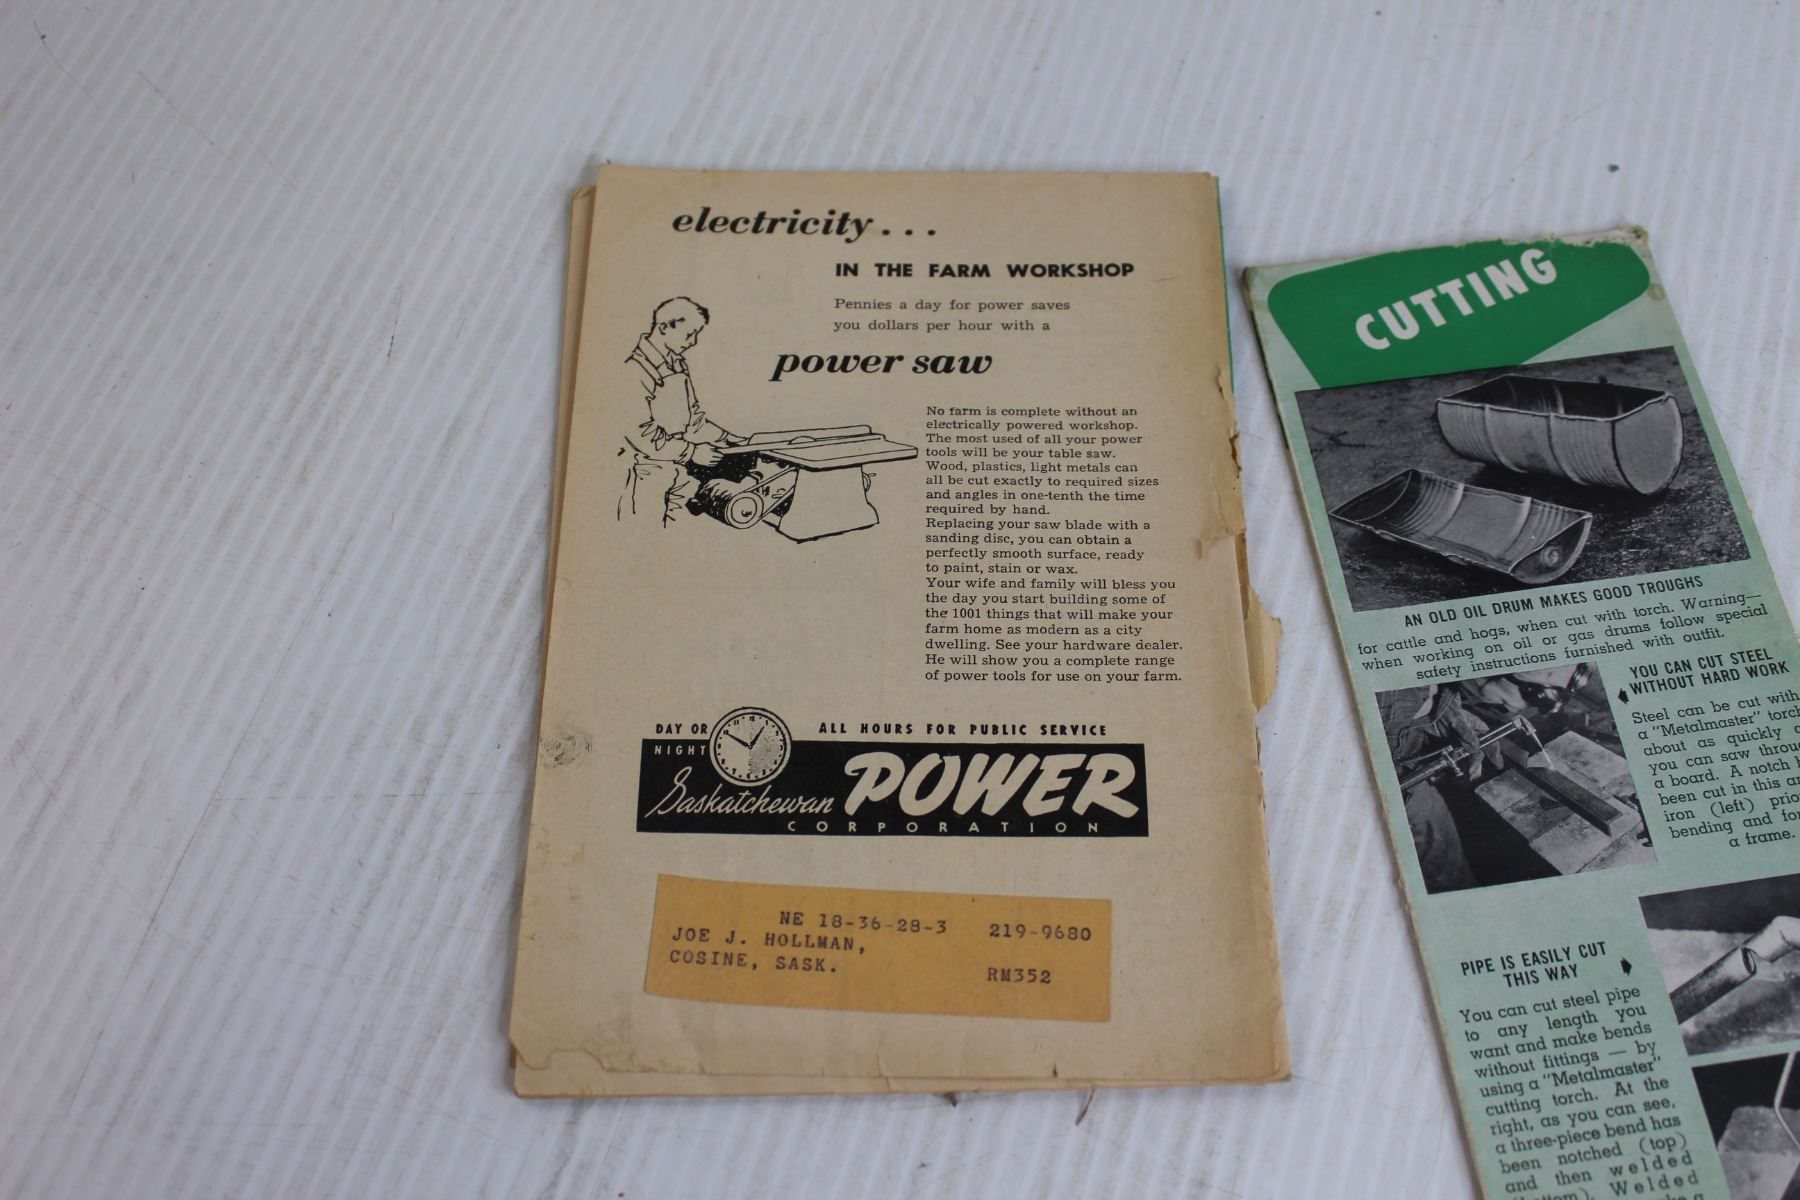 electricity...
IN THE FARM WORKSHOP
Pennies a day for power saves
you dollars per hour with a
power saw
No farm is complete without an
electrically powered workshop.
The most used of all your power
tools will be your table saw.
Wood, plastics, light metals can
all be cut exactly to required sizes
and angles in one-tenth the time
required by hand.
Replacing your saw blade with a
sanding disc, you can obtain a
perfectly smooth surface, ready
to paint, stain or wax.
Your wife and family will bless you
the day you start building some of
the 1001 things that will make your
farm home as modern as a city
dwelling. See your hardware dealer.
He will show you a complete range
of power tools for use on your farm.
DAY OR
NIGHT
ALL HOURS FOR PUBLIC SERVICE
Saskatchewan POWER
CORPORATION
NE 18-36-28-3 219-9680
JOE J. HOLLMAN,
COSINE, SASK.
RM352
CUTTING
AN OLD OIL DRUM MAKES GOOD TROUGHS
for cattle and hogs, when cut with torch. Warning—
when working on oil or gas drums follow special
safety instructions furnished with outfit.
YOU CAN CUT STEEL
WITHOUT HARD WORK
Steel can be cut with
a "Metalmaster" torch
about as quickly
you can saw
a board. A notch
been cut in this
iron (left)
bending and
a frame.
PIPE IS EASILY CUT
THIS WAY
You can cut steel pipe
to any length you
want and make bends
without fittings — by
using a "Metalmaster"
cutting torch. At the
right, as you can see,
a three-piece bend has
been notched (top)
and then welded
Welded